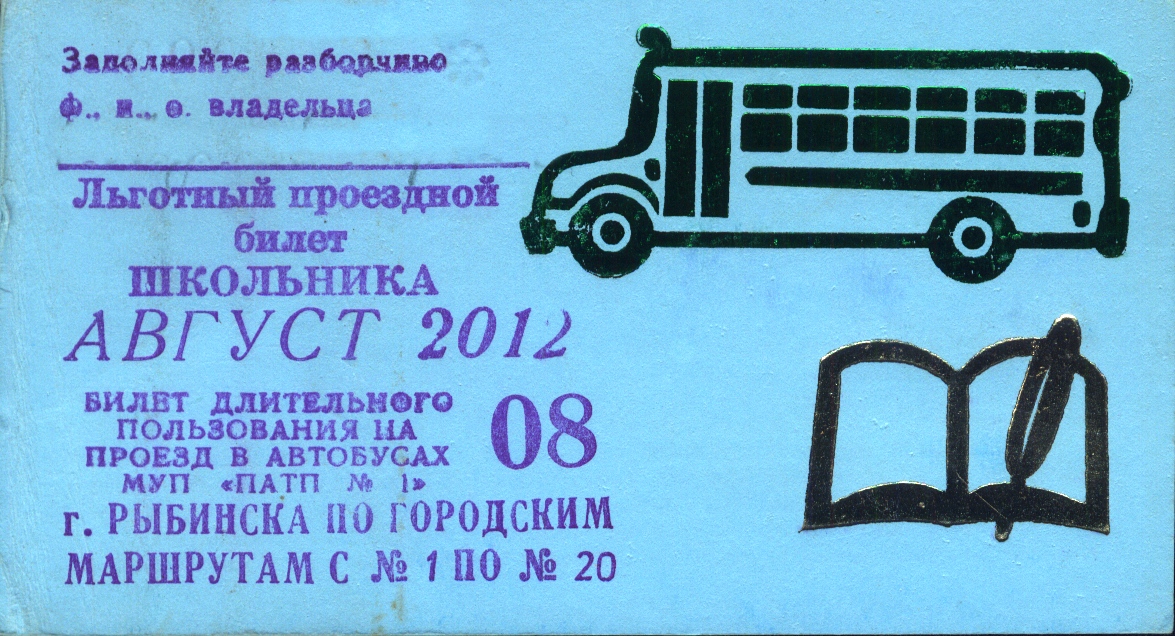 Заполняйте разборчиво
ф., и., о. владельца
Льготный проездной
билет
ШКОЛЬНИКА
АВГУСТ 2012
БИЛЕТ ДЛИТЕЛЬНОГО
ПОЛЬЗОВАНИЯ НА
ПРОЕЗД В АВТОБУСАХ
МУП «ПАТП № 1»
08
г. РЫБИНСКА ПО ГОРОДСКИМ
МАРШРУТАМ С № 1 ПО № 20